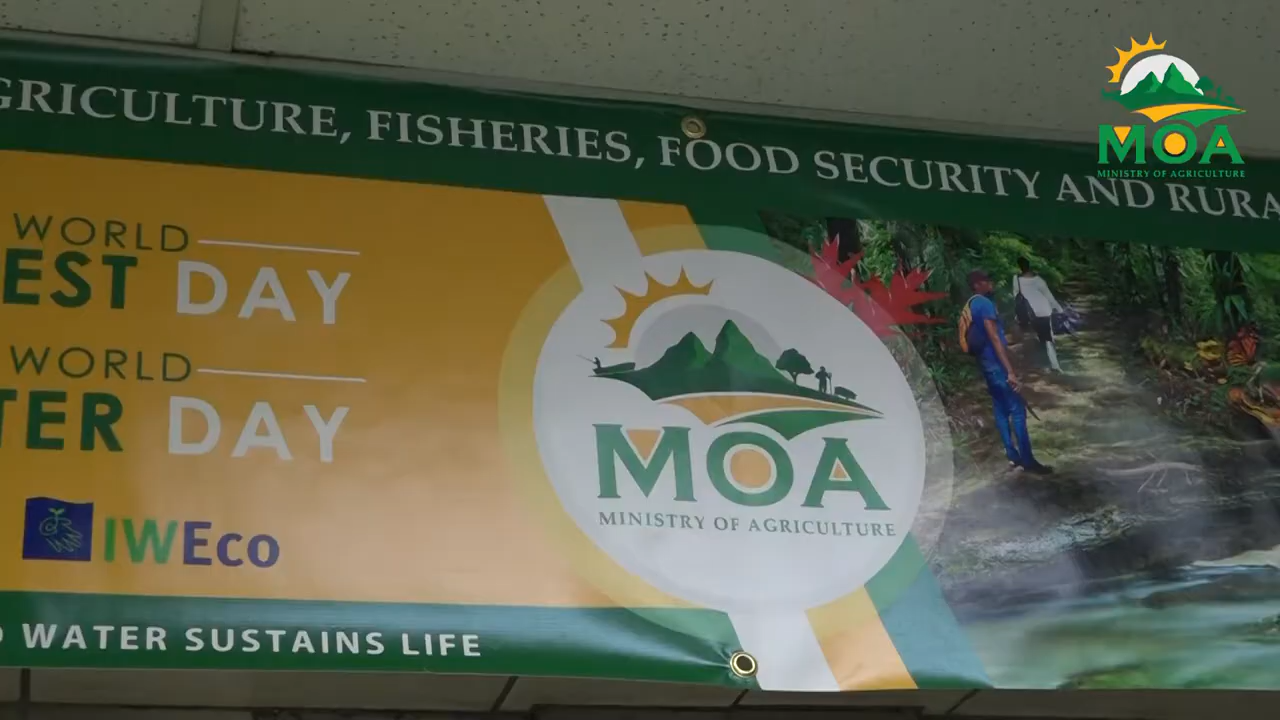 GRICULTURE, FISHERIES, FOOD SECURITY AND RURA
MOA
MINISTRY OF AGRICULTURE
WORLD
EST DAY
WORLD
TER DAY
IWEco
MOA
MINISTRY OF AGRICULTURE
WATER SUSTAINS LIFE